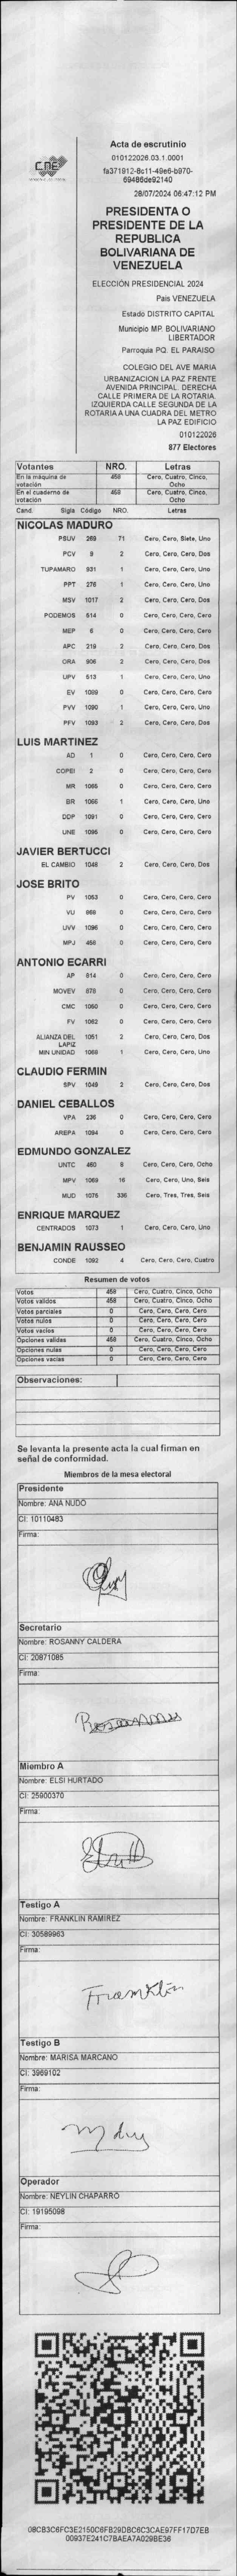 CNE
Acta de escrutinio
010122026.03.1.0001
fa371912-8c11-49e6-b970-
69486de92140
28/07/2024 06:47:12 PM
PRESIDENTA O
PRESIDENTE DE LA
REPUBLICA
BOLIVARIANA DE
VENEZUELA
ELECCIÓN PRESIDENCIAL 2024
Pais VENEZUELA
Estado DISTRITO CAPITAL
Municipio MP. BOLIVARIANO
LIBERTADOR
Parroquia PQ. EL PARAISO
COLEGIO DEL AVE MARIA
URBANIZACION LA PAZ FRENTE
AVENIDA PRINCIPAL. DERECHA
CALLE PRIMERA DE LA ROTARIA.
IZQUIERDA CALLE SEGUNDA DE LA
ROTARIA A UNA CUADRA DEL METRO
LA PAZ EDIFICIO
010122026
877 Electores
Votantes NRO. Letras
En la máquina de votación 458 Cero, Cuatro, Cinco, Ocho
En el cuaderno de votación 458 Cero, Cuatro, Cinco, Ocho
Cand. Sigla Código NRO. Letras
NICOLAS MADURO
PSUV 269 71 Cero, Cero, Siete, Uno
PCV 9 2 Cero, Cero, Cero, Dos
TUPAMARO 931 1 Cero, Cero, Cero, Uno
PPT 276 1 Cero, Cero, Cero, Uno
MSV 1017 2 Cero, Cero, Cero, Dos
PODEMOS 514 0 Cero, Cero, Cero, Cero
MEP 6 0 Cero, Cero, Cero, Cero
APC 219 2 Cero, Cero, Cero, Dos
ORA 906 2 Cero, Cero, Cero, Dos
UPV 513 1 Cero, Cero, Cero, Uno
EV 1089 0 Cero, Cero, Cero, Cero
PVV 1090 1 Cero, Cero, Cero, Uno
PFV 1093 2 Cero, Cero, Cero, Dos
LUIS MARTINEZ
AD 1 0 Cero, Cero, Cero, Cero
COPEI 2 0 Cero, Cero, Cero, Cero
MR 1065 0 Cero, Cero, Cero, Cero
BR 1066 1 Cero, Cero, Cero, Uno
DDP 1091 0 Cero, Cero, Cero, Cero
UNE 1095 0 Cero, Cero, Cero, Cero
JAVIER BERTUCCI
EL CAMBIO 1048 2 Cero, Cero, Cero, Dos
JOSE BRITO
PV 1053 0 Cero, Cero, Cero, Cero
VU 869 0 Cero, Cero, Cero, Cero
UVV 1096 0 Cero, Cero, Cero, Cero
MPJ 458 0 Cero, Cero, Cero, Cero
ANTONIO ECARRI
AP 814 0 Cero, Cero, Cero, Cero
MOVEV 878 0 Cero, Cero, Cero, Cero
CMC 1060 0 Cero, Cero, Cero, Cero
FV 1062 0 Cero, Cero, Cero, Cero
ALIANZA DEL LAPIZ 1051 2 Cero, Cero, Cero, Dos
MIN UNIDAD 1068 1 Cero, Cero, Cero, Uno
CLAUDIO FERMIN
SPV 1049 2 Cero, Cero, Cero, Dos
DANIEL CEBALLOS
VPA 236 0 Cero, Cero, Cero, Cero
AREPA 1094 0 Cero, Cero, Cero, Cero
EDMUNDO GONZALEZ
UNTC 460 8 Cero, Cero, Cero, Ocho
MPV 1069 16 Cero, Cero, Uno, Seis
MUD 1076 336 Cero, Tres, Tres, Seis
ENRIQUE MARQUEZ
CENTRADOS 1073 1 Cero, Cero, Cero, Uno
BENJAMIN RAUSSEO
CONDE 1092 4 Cero, Cero, Cero, Cuatro
Resumen de votos
Votos 458 Cero, Cuatro, Cinco, Ocho
Votos validos 458 Cero, Cuatro, Cinco, Ocho
Votos parciales 0 Cero, Cero, Cero, Cero
Votos nulos 0 Cero, Cero, Cero, Cero
Votos vacios 0 Cero, Cero, Cero, Cero
Opciones validas 458 Cero, Cuatro, Cinco, Ocho
Opciones nulas 0 Cero, Cero, Cero, Cero
Opciones vacias 0 Cero, Cero, Cero, Cero
Observaciones:
Se levanta la presente acta la cual firman en
señal de conformidad.
Miembros de la mesa electoral
Presidente
Nombre: ANA NUDO
CI: 10110483
Firma:
Secretario
Nombre: ROSANNY CALDERA
CI: 20871085
Firma:
Miembro A
Nombre: ELSI HURTADO
CI: 25900370
Firma:
Testigo A
Nombre: FRANKLIN RAMIREZ
CI: 30589963
Firma:
Franklin
Testigo B
Nombre: MARISA MARCANO
CI: 3969102
Firma:
Operador
Nombre: NEYLIN CHAPARRO
CI: 19195098
Firma:
08CB3C6FC3E2150C6FB29DBC6C3CAE97FF17D7EB
00937E241C7BAEA7A029BE36